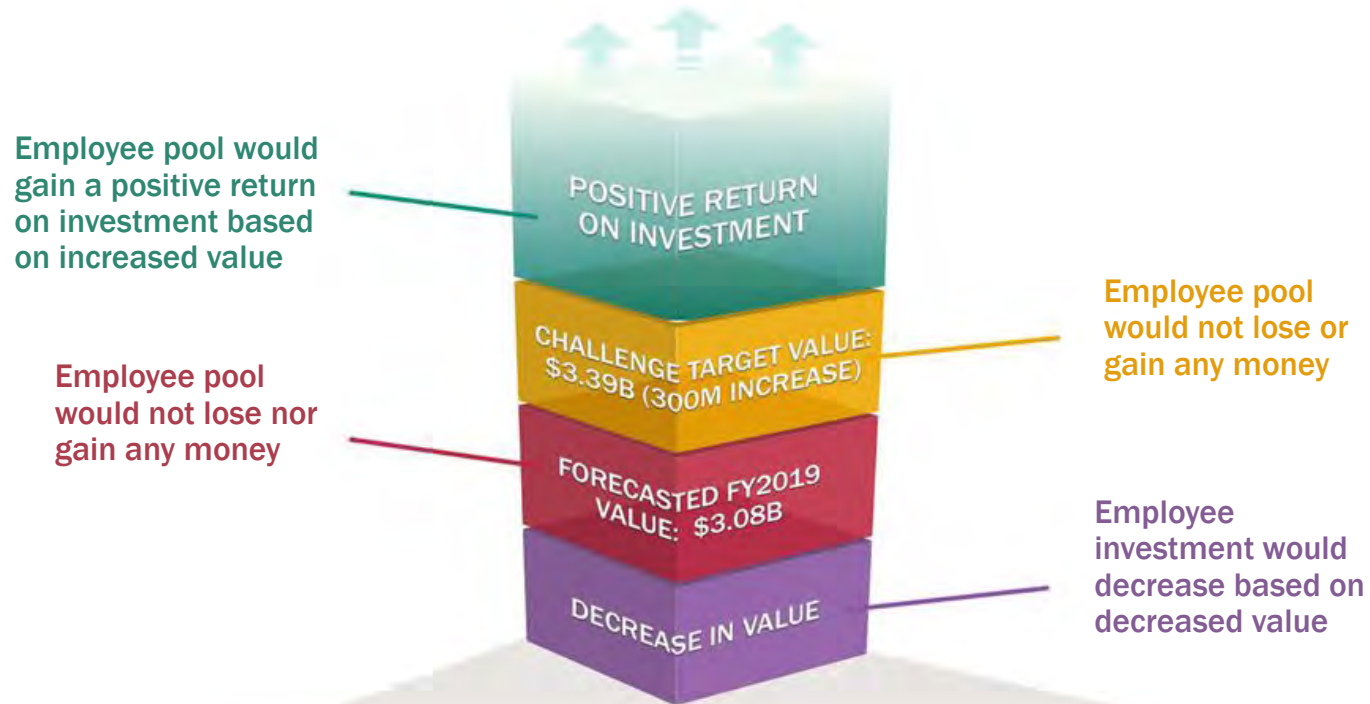 Employee pool would
gain a positive return
on investment based
on increased value
POSITIVE RETURN
ON INVESTMENT
Employee pool
would not lose or
gain any money
CHALLENGE TARGET VALUE:
$3.39B (300M INCREASE)
Employee pool
would not lose nor
gain any money
FORECASTED FY2019
VALUE: $3.08B
Employee
investment would
decrease based on
decreased value
DECREASE IN VALUE